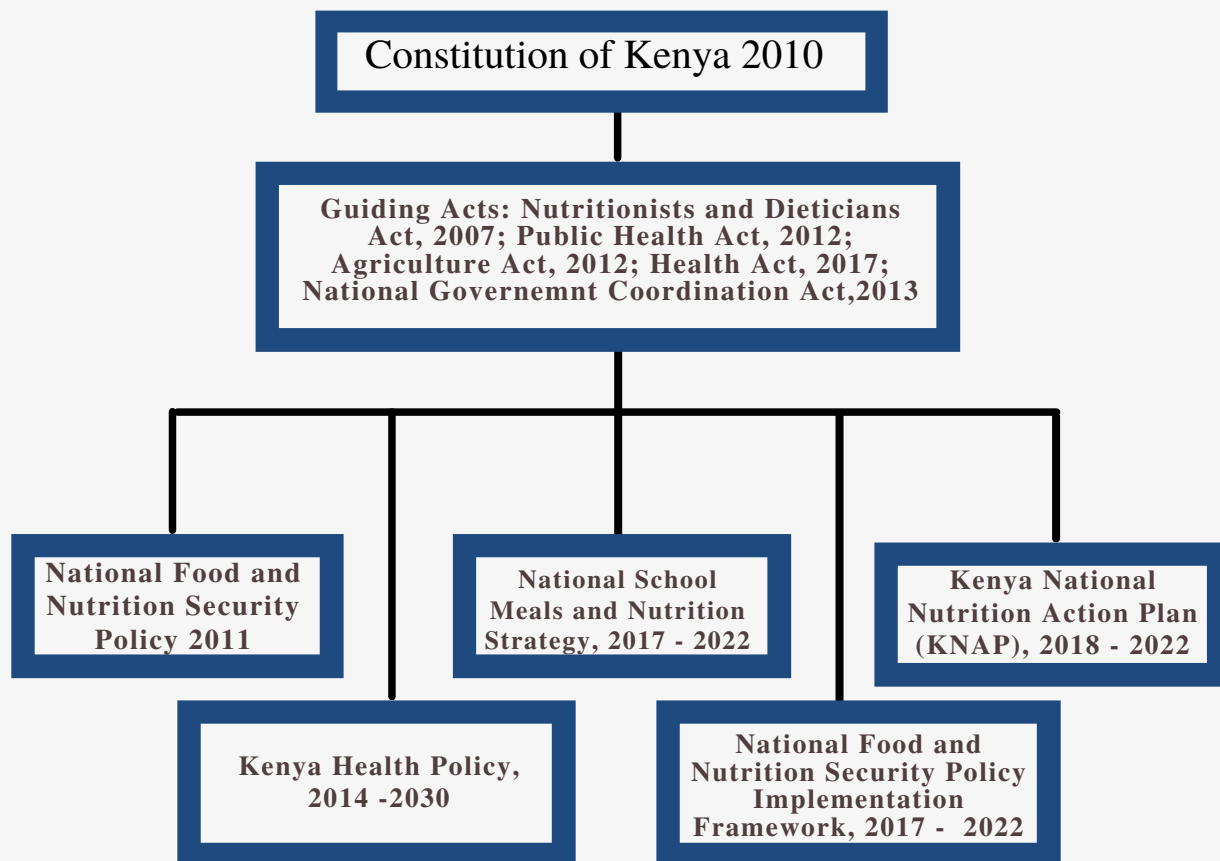 Constitution of Kenya 2010
Guiding Acts: Nutritionists and Dieticians
Act, 2007; Public Health Act, 2012;
Agriculture Act, 2012; Health Act, 2017;
National Governemnt Coordination Act,2013
National Food and
Nutrition Security
Policy 2011
National School
Meals and Nutrition
Strategy, 2017 - 2022
Kenya National
Nutrition Action Plan
(KNAP), 2018 - 2022
Kenya Health Policy,
2014 -2030
National Food and
Nutrition Security Policy
Implementation
Framework, 2017 -  2022